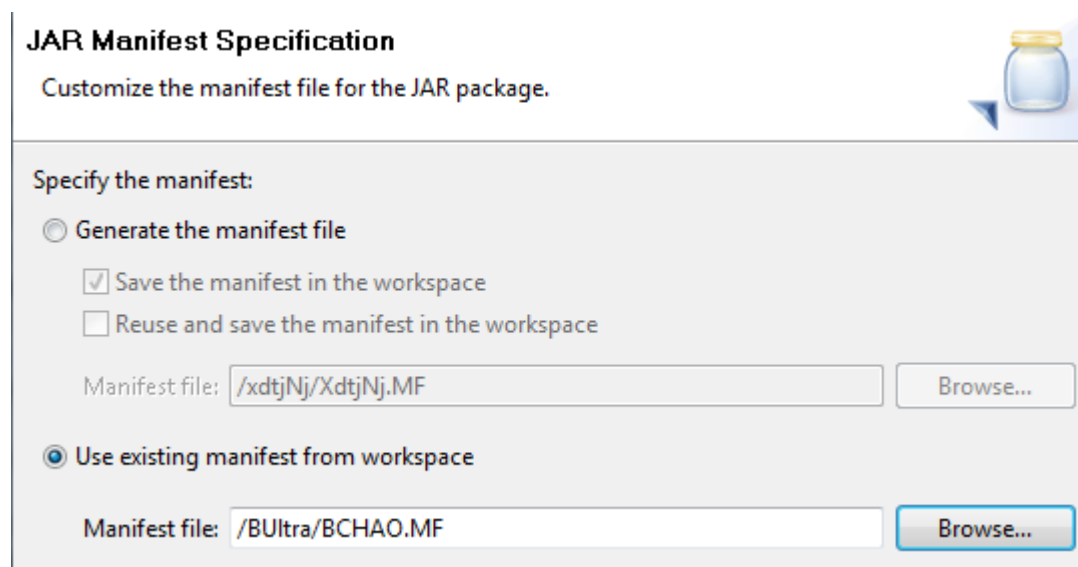 JAR Manifest Specification
Customize the manifest file for the JAR package.
Specify the manifest:
Generate the manifest file
Save the manifest in the workspace
Reuse and save the manifest in the workspace
Manifest file: /xdtjNj/XdtjNj.MF Browse...
Use existing manifest from workspace
Manifest file: /BUltra/BCHAO.MF Browse...